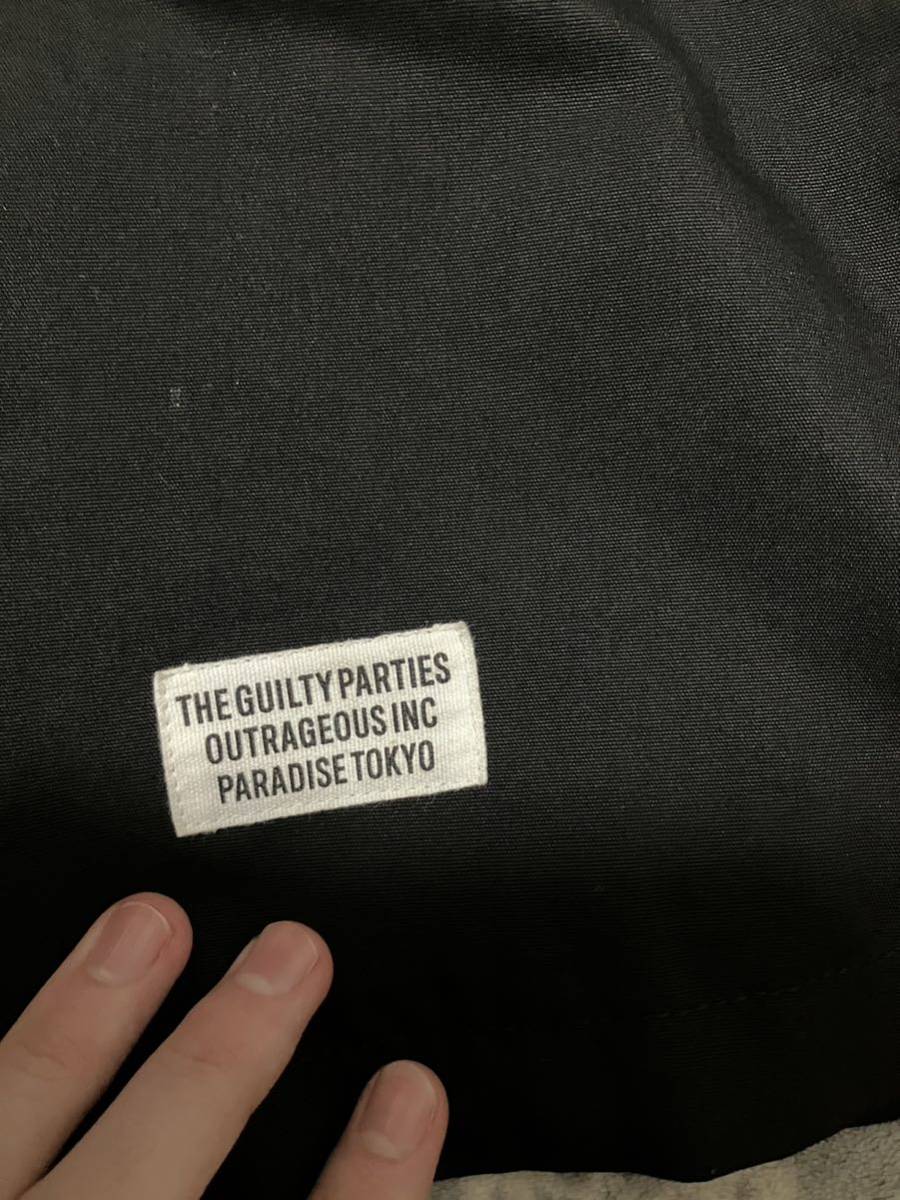 THE GUILTY PARTIES
OUTRAGEOUS INC
PARADISE TOKYO